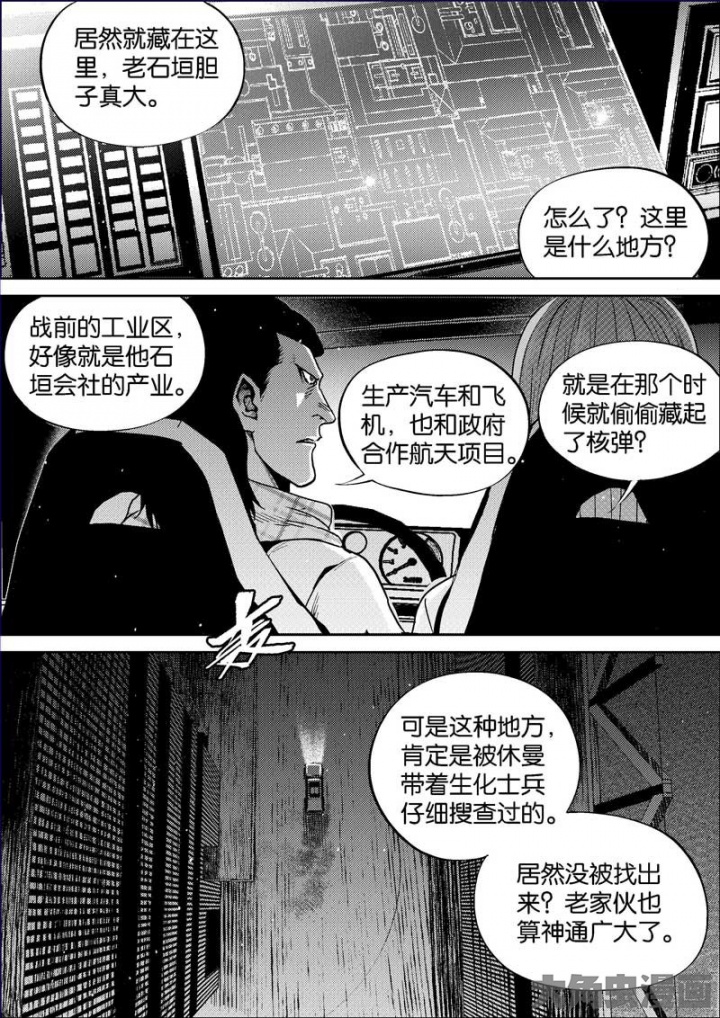 居然就藏在这
里，老石垣胆
子真大。
怎么了？这里
是什么地方？
战前的工业区，
好像就是他石
垣会社的产业。
生产汽车和飞
机，也和政府
合作航天项目。
就是在那个时
候就偷偷藏起
了核弹？
可是这种地方，
肯定是被休曼
带着生化士兵
仔细搜查过的。
居然没被找出
来？老家伙也
算神通广大了。